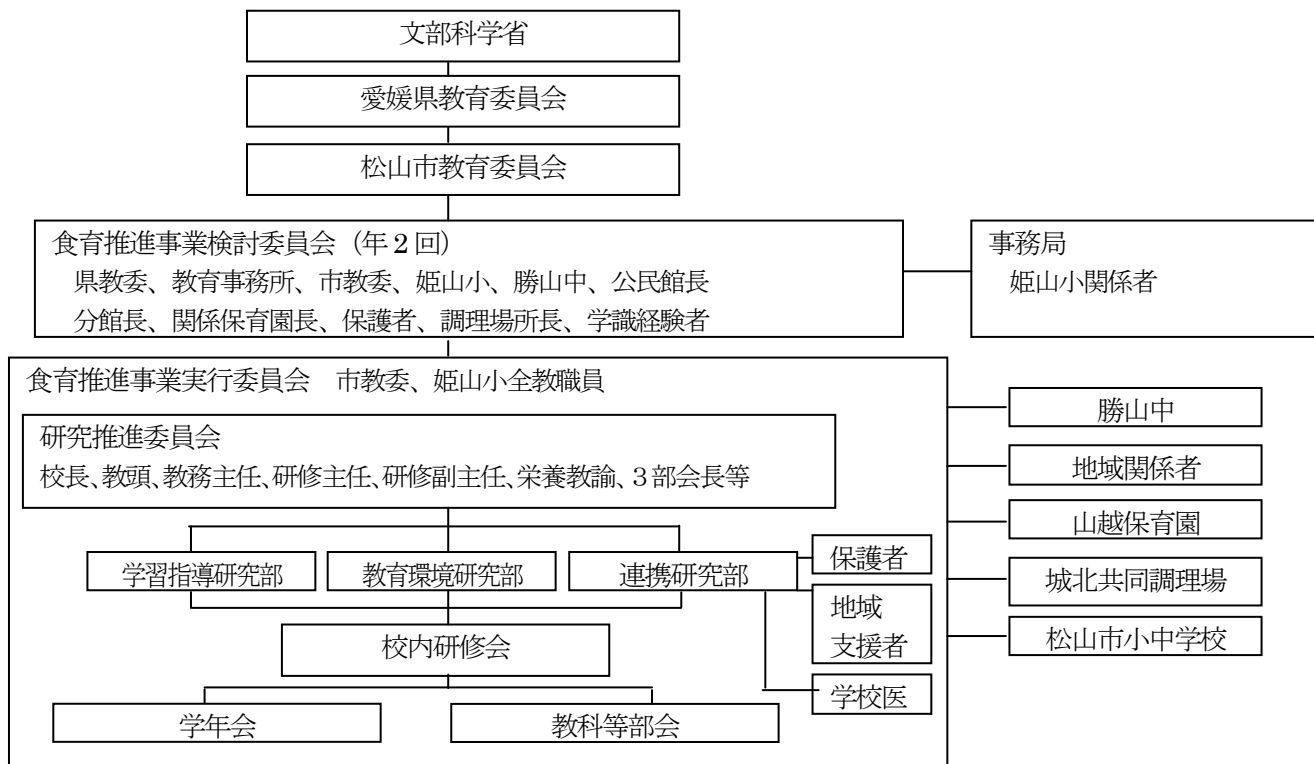 文部科学省
愛媛県教育委員会
松山市教育委員会
食育推進事業検討委員会（年２回）
県教委、教育事務所、市教委、姫山小、勝山中、公民館長
分館長、関係保育園長、保護者、調理場所長、学識経験者
事務局
姫山小関係者
食育推進事業実行委員会　市教委、姫山小全教職員
研究推進委員会
校長、教頭、教務主任、研修主任、研修副主任、栄養教諭、３部会長等
学習指導研究部
教育環境研究部
連携研究部
保護者
地域
支援者
学校医
校内研修会
学年会
教科等部会
勝山中
地域関係者
山越保育園
城北共同調理場
松山市小中学校